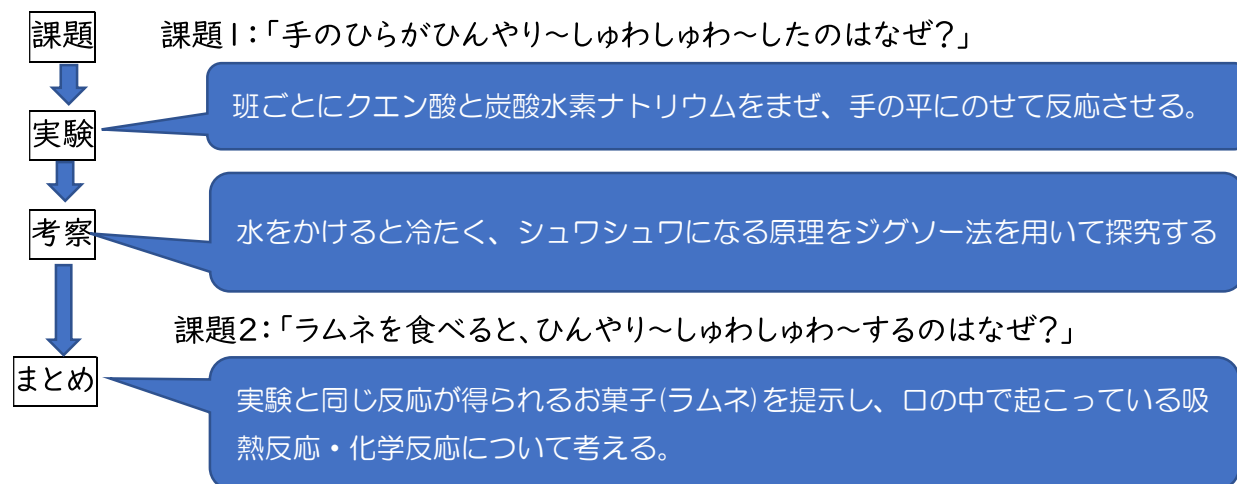 課題
課題1：「手のひらがひんやり～しゅわしゅわ～したのはなぜ？」
班ごとにクエン酸と炭酸水素ナトリウムをまぜ、手の平にのせて反応させる。
実験
考察
水をかけると冷たく、シュワシュワになる原理をジグソー法を用いて探究する
課題2：「ラムネを食べると、ひんやり～しゅわしゅわ～するのはなぜ？」
まとめ
実験と同じ反応が得られるお菓子(ラムネ)を提示し、口の中で起こっている吸
熱反応・化学反応について考える。